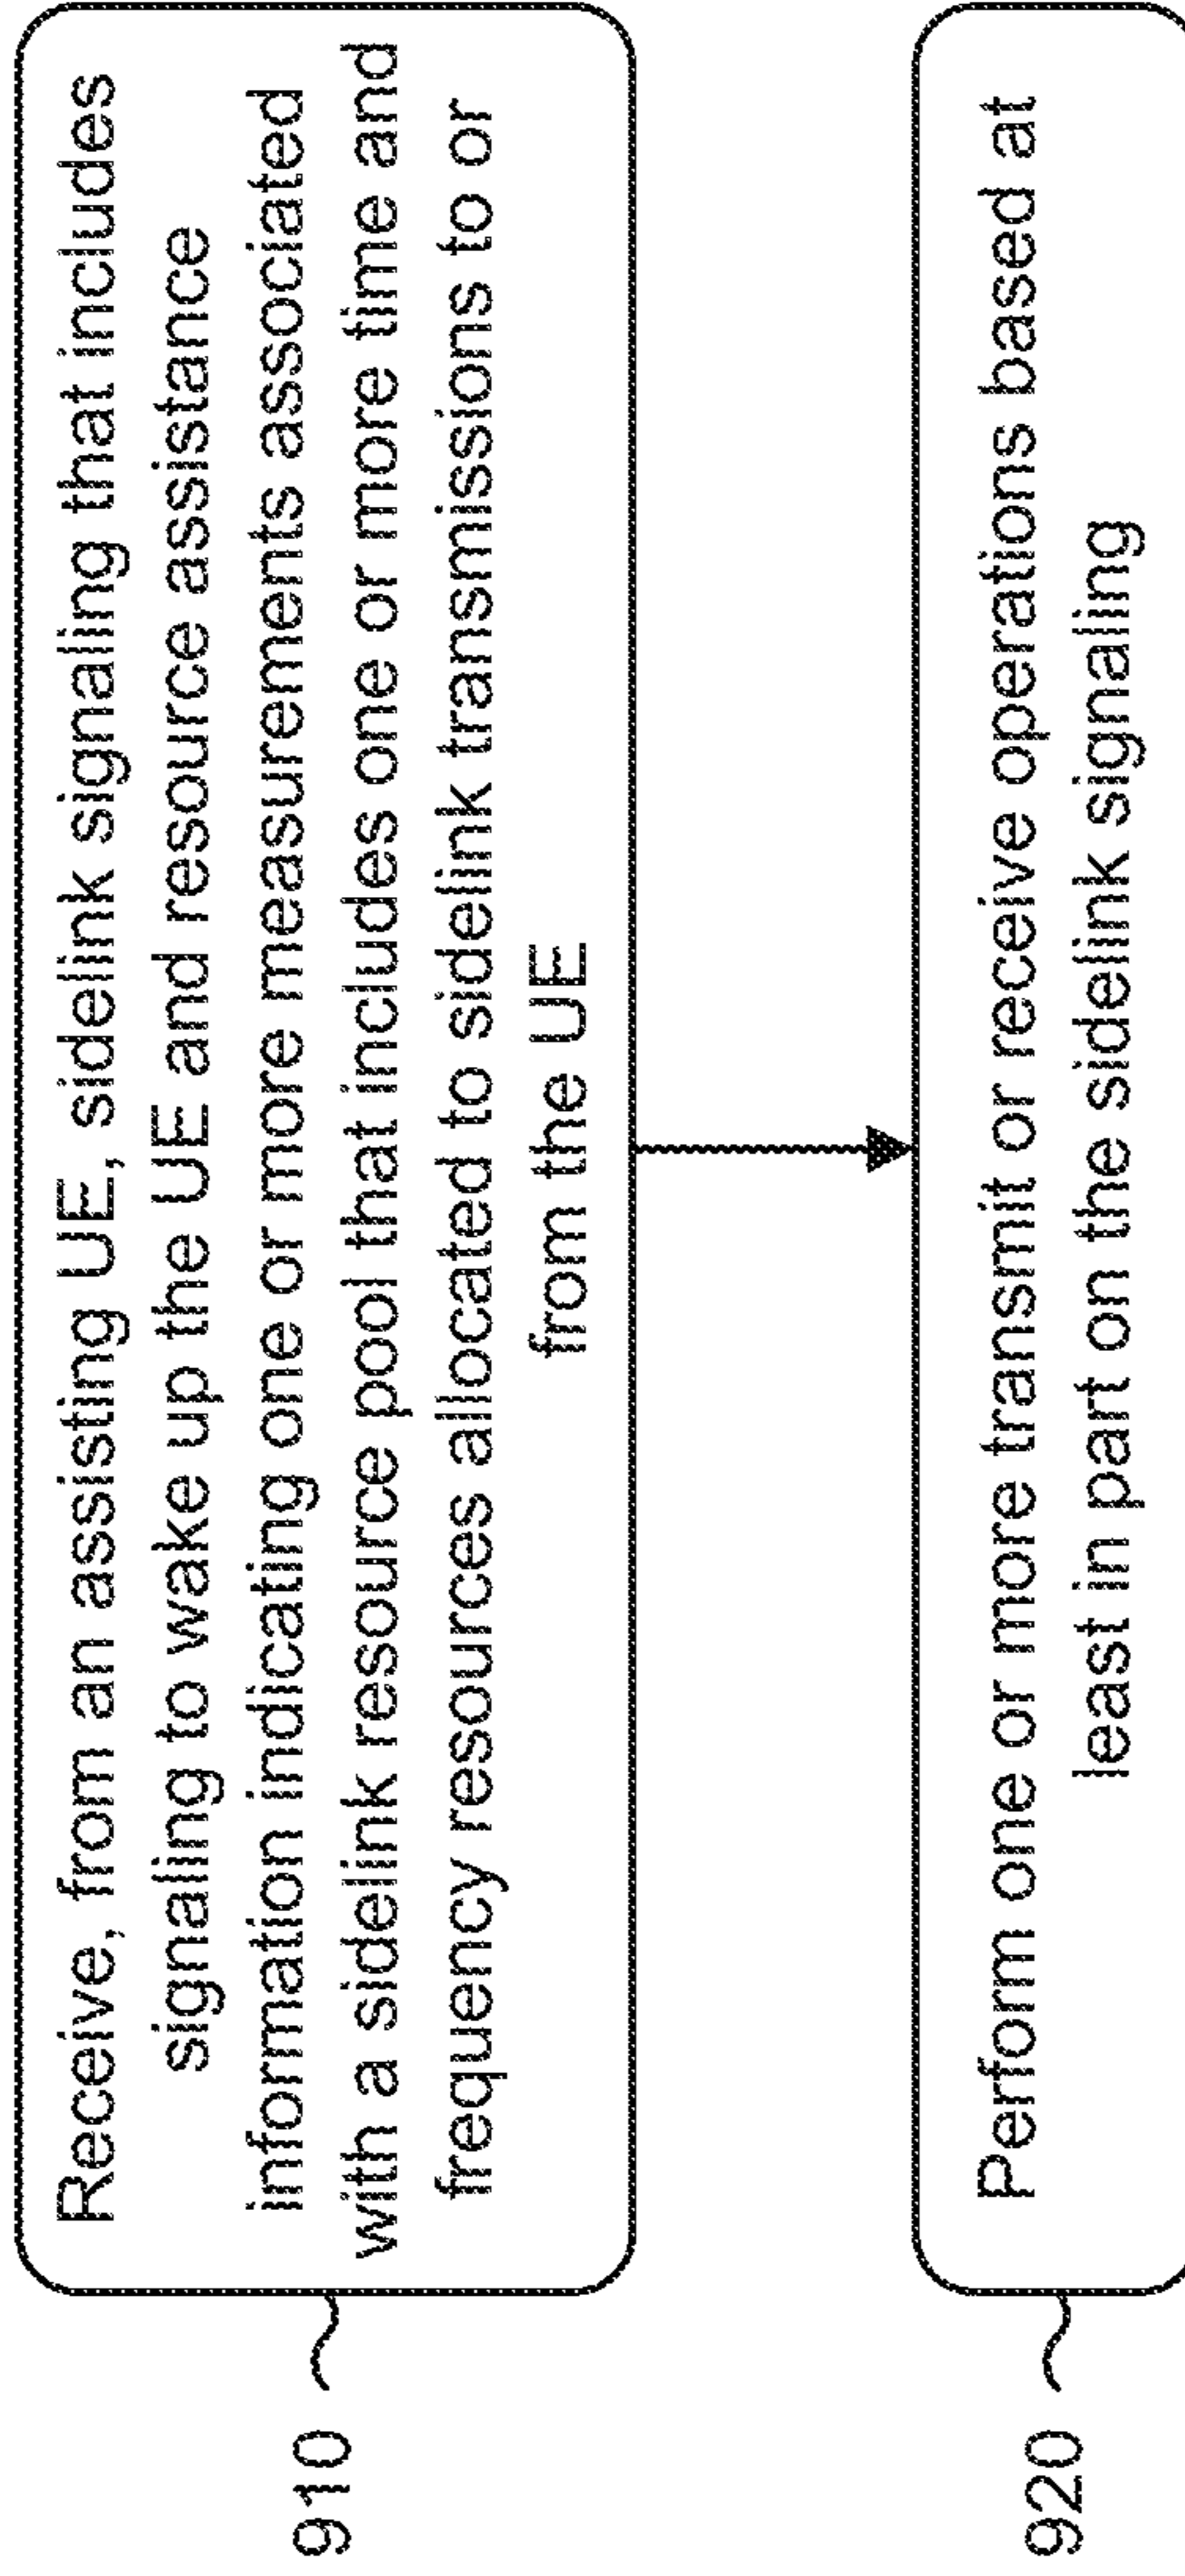 910
Receive, from an assisting UE, sidelink signaling that includes
signaling to wake up the UE and resource assistance
information indicating one or more measurements associated
with a sidelink resource pool that includes one or more time and
frequency resources allocated to sidelink transmissions to or
from the UE
920
Perform one or more transmit or receive operations based at
least in part on the sidelink signaling